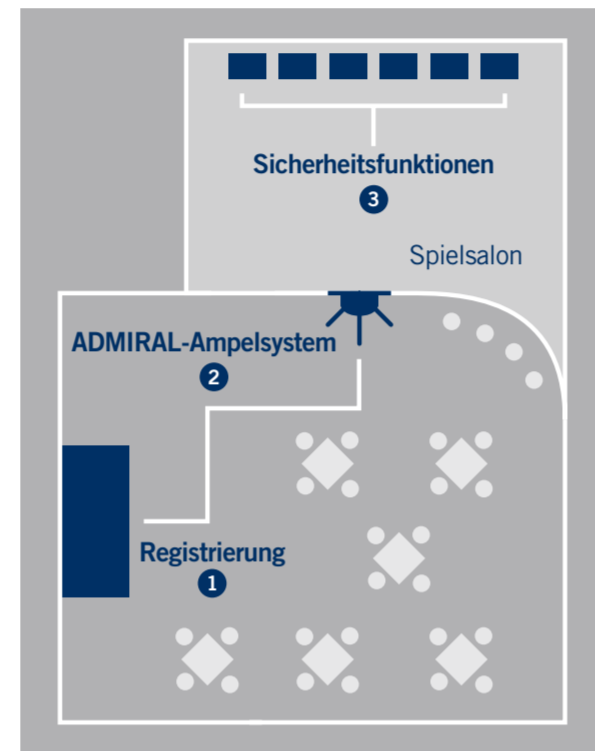 Sicherheitsfunktionen
3
Spielsalon
ADMIRAL-Ampelsystem
2
Registrierung
1